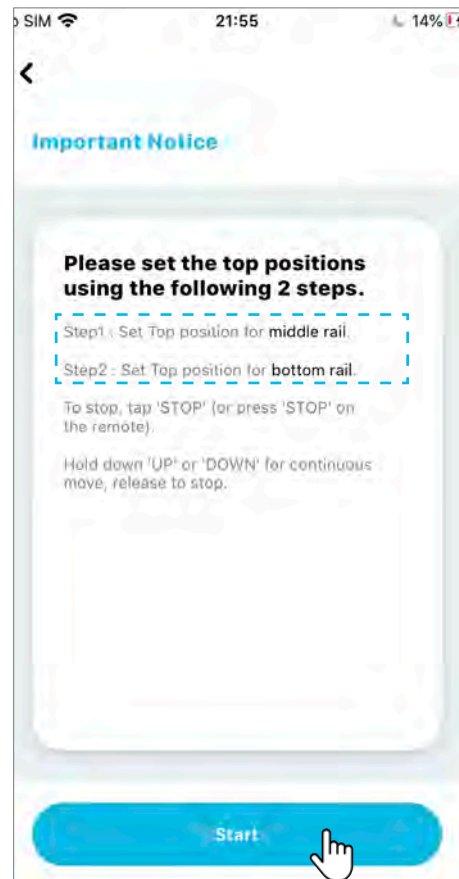 SIM 21:55 14%
Important Notice
Please set the top positions
using the following 2 steps.
Step1 : Set Top position for middle rail.
Step2 : Set Top position for bottom rail.
To stop, tap 'STOP' (or press 'STOP' on
the remote).
Hold down 'UP' or 'DOWN' for continuous
move, release to stop.
Start